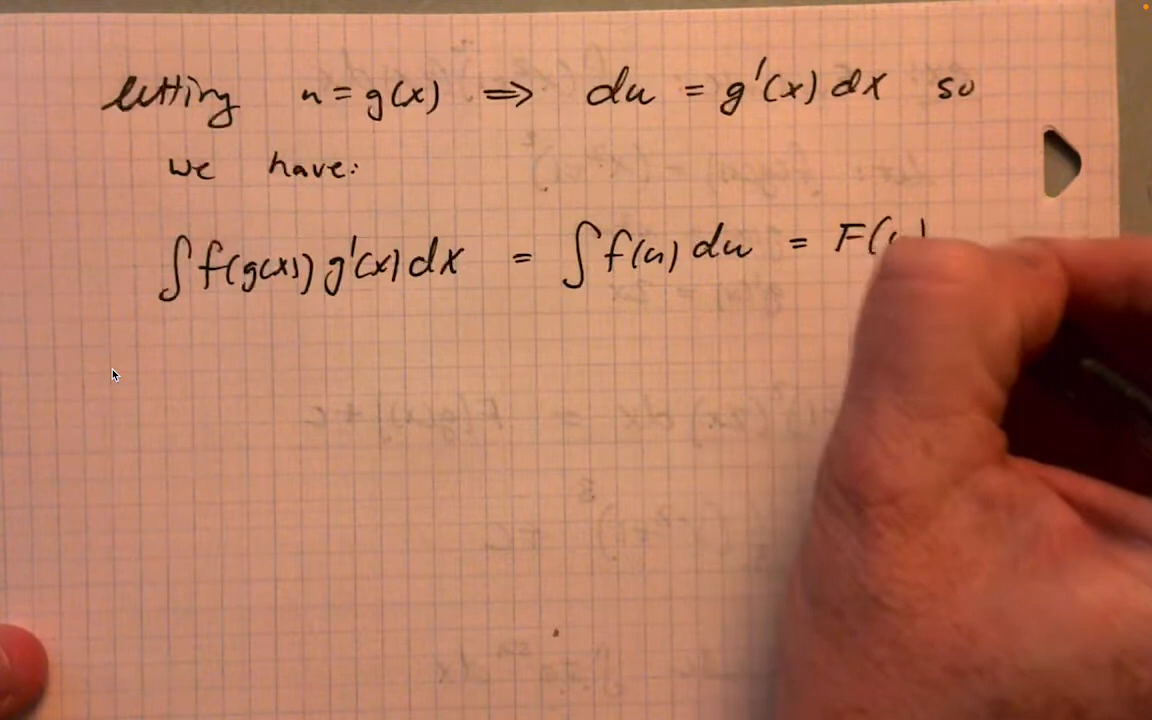 letting u = g(x) ⇒ du = g'(x) dx so
we have:
∫ f(g(x)) g'(x) dx = ∫ f(u) du = F(u)